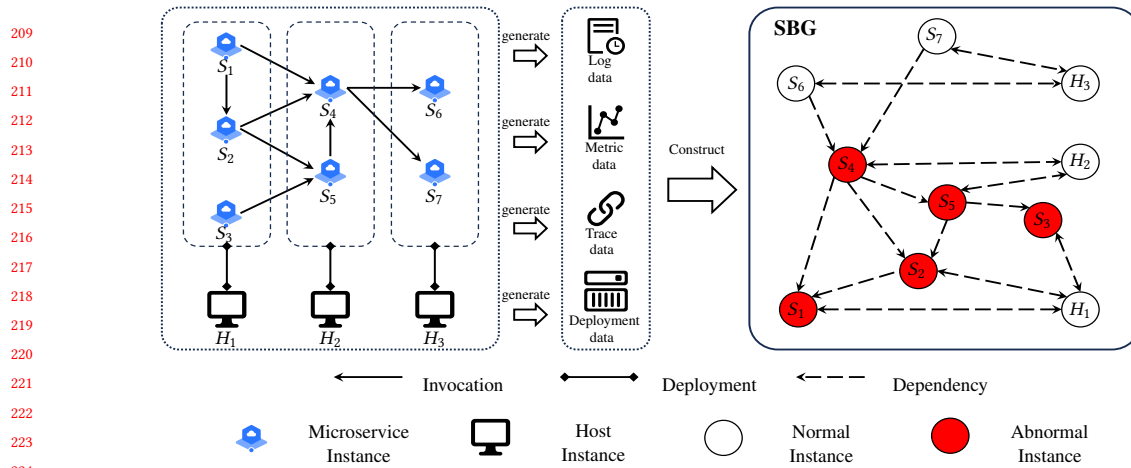 209
210
211
212
213
214
215
216
217
218
219
220
221
222
223
S1
S2
S3
S4
S5
S6
S7
H1
H2
H3
generate
generate
generate
generate
Log
data
Metric
data
Trace
data
Deployment
data
Construct
SBG
S7
S6
H3
S4
H2
S5
S3
S2
S1
H1
Invocation
Deployment
Dependency
Microservice
Instance
Host
Instance
Normal
Instance
Abnormal
Instance